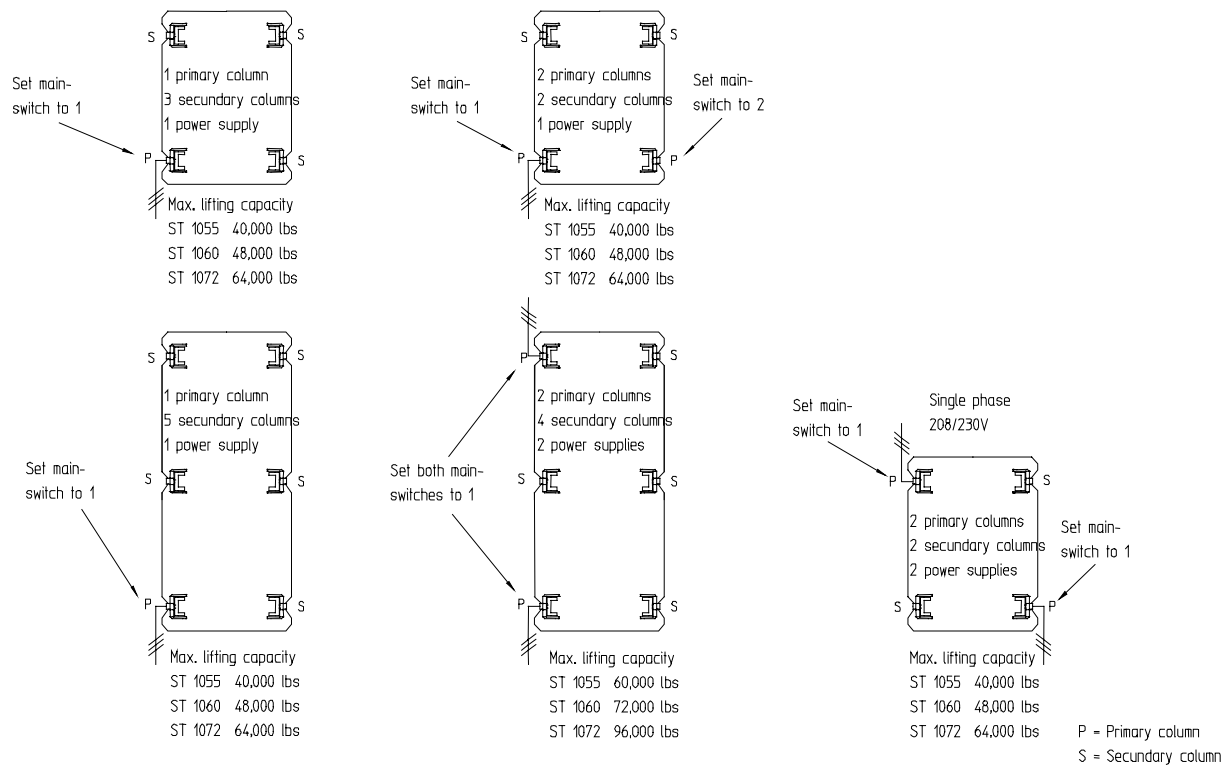 S
S
Set main-
switch to 1
1 primary column
3 secundary columns
1 power supply
P
S
Max. lifting capacity
ST 1055 40,000 lbs
ST 1060 48,000 lbs
ST 1072 64,000 lbs
S
S
Set main-
switch to 1
2 primary columns
2 secundary columns
1 power supply
Set main-
switch to 2
P
P
Max. lifting capacity
ST 1055 40,000 lbs
ST 1060 48,000 lbs
ST 1072 64,000 lbs
S
S
1 primary column
5 secundary columns
1 power supply
Set main-
switch to 1
S
S
P
S
Max. lifting capacity
ST 1055 40,000 lbs
ST 1060 48,000 lbs
ST 1072 64,000 lbs
P
S
2 primary columns
4 secundary columns
2 power supplies
Set both main-
switches to 1
S
S
P
S
Max. lifting capacity
ST 1055 60,000 lbs
ST 1060 72,000 lbs
ST 1072 96,000 lbs
Set main-
switch to 1
Single phase
208/230V
P
S
2 primary columns
2 secundary columns
2 power supplies
Set main-
switch to 1
S
P
Max. lifting capacity
ST 1055 40,000 lbs
ST 1060 48,000 lbs
ST 1072 64,000 lbs
P = Primary column
S = Secundary column